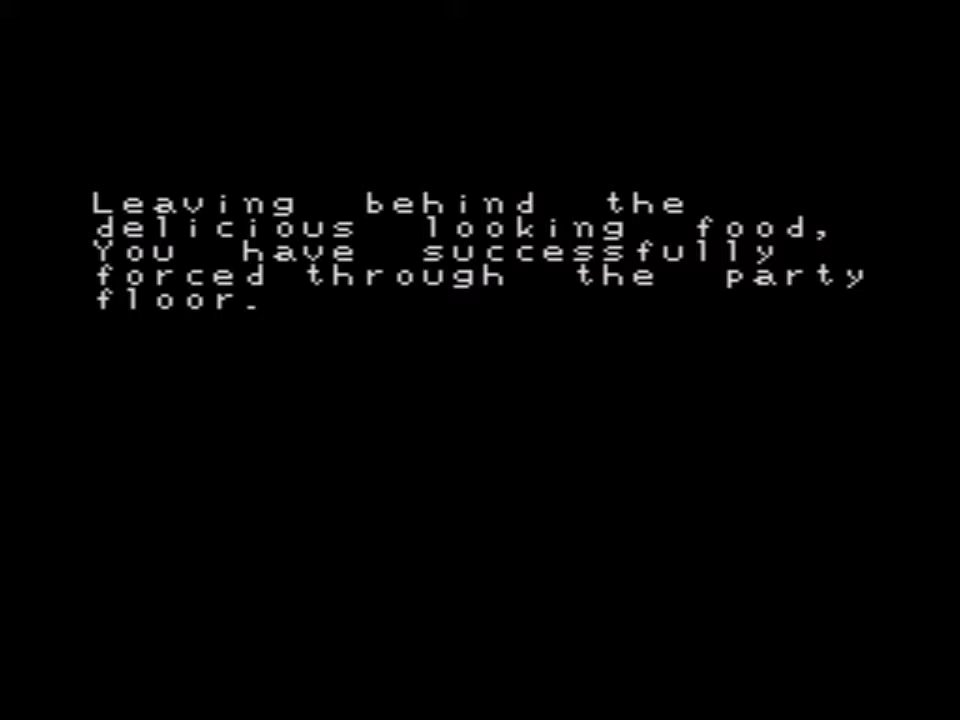 Leaving behind the
delicious looking food,
You have successfully
forced through the party
floor.